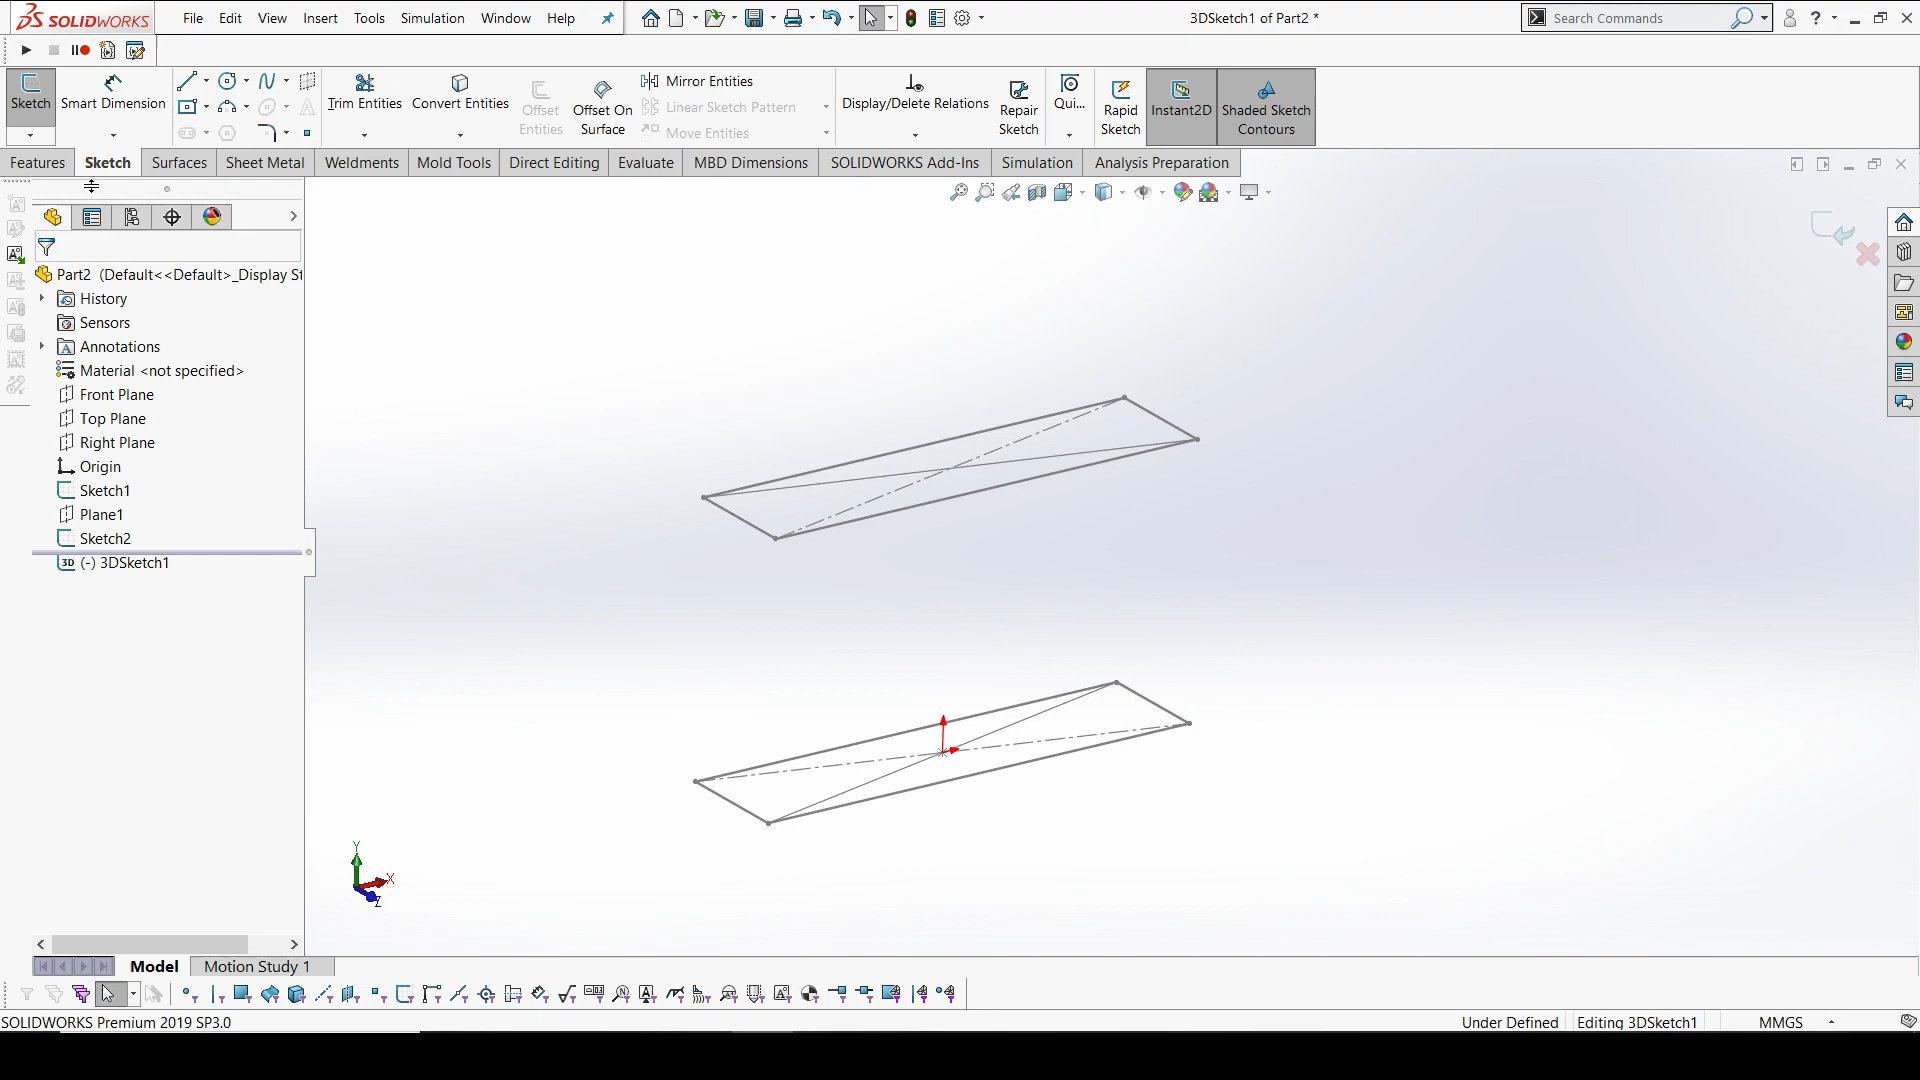 SOLIDWORKS
File Edit View Insert Tools Simulation Window Help
3DSketch1 of Part2 *
Search Commands
?
Sketch
Smart Dimension
Trim Entities
Convert Entities
Offset Entities
Offset On Surface
Mirror Entities
Linear Sketch Pattern
Move Entities
Display/Delete Relations
Repair Sketch
Qui...
Rapid Sketch
Instant2D
Shaded Sketch Contours
Features Sketch Surfaces Sheet Metal Weldments Mold Tools Direct Editing Evaluate MBD Dimensions SOLIDWORKS Add-Ins Simulation Analysis Preparation
Part2 (Default<<Default>_Display St
History
Sensors
Annotations
Material <not specified>
Front Plane
Top Plane
Right Plane
Origin
Sketch1
Plane1
Sketch2
3D (-) 3DSketch1
Y
X
Z
Model Motion Study 1
SOLIDWORKS Premium 2019 SP3.0
Under Defined Editing 3DSketch1 MMGS